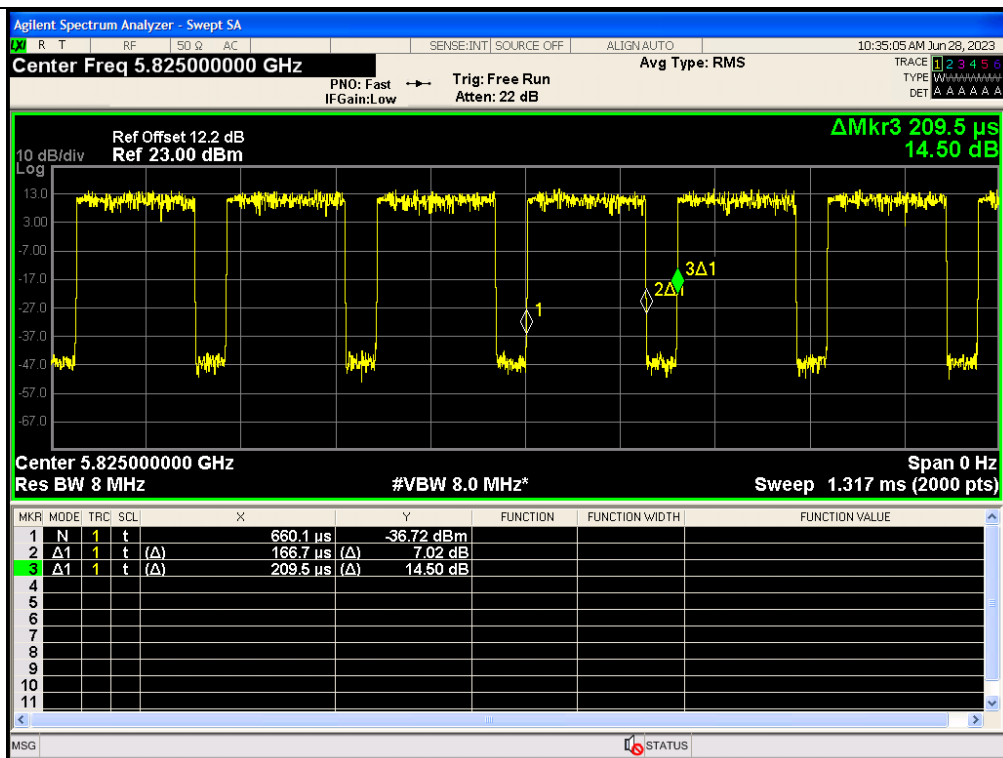 Agilent Spectrum Analyzer - Swept SA
LXI R T RF 50 Ω AC SENSE:INT SOURCE OFF ALIGN AUTO 10:35:05 AM Jun 28, 2023
Center Freq 5.825000000 GHz Avg Type: RMS TRACE 1 2 3 4 5 6
PNO: Fast Trig: Free Run TYPE WWWWWW
IFGain:Low Atten: 22 dB DET A A A A A A
ΔMkr3 209.5 µs
Ref Offset 12.2 dB
10 dB/div Ref 23.00 dBm 14.50 dB
Log
13.0
3.00
-7.00
-17.0
-27.0
-37.0
-47.0
-57.0
-67.0
3Δ1
2Δ1
1
Center 5.825000000 GHz Span 0 Hz
Res BW 8 MHz #VBW 8.0 MHz* Sweep 1.317 ms (2000 pts)
MKR MODE TRC SCL X Y FUNCTION FUNCTION WIDTH FUNCTION VALUE
1 N 1 t 660.1 µs -36.72 dBm
2 Δ1 1 t (Δ) 166.7 µs (Δ) 7.02 dB
3 Δ1 1 t (Δ) 209.5 µs (Δ) 14.50 dB
4
5
6
7
8
9
10
11
MSG STATUS